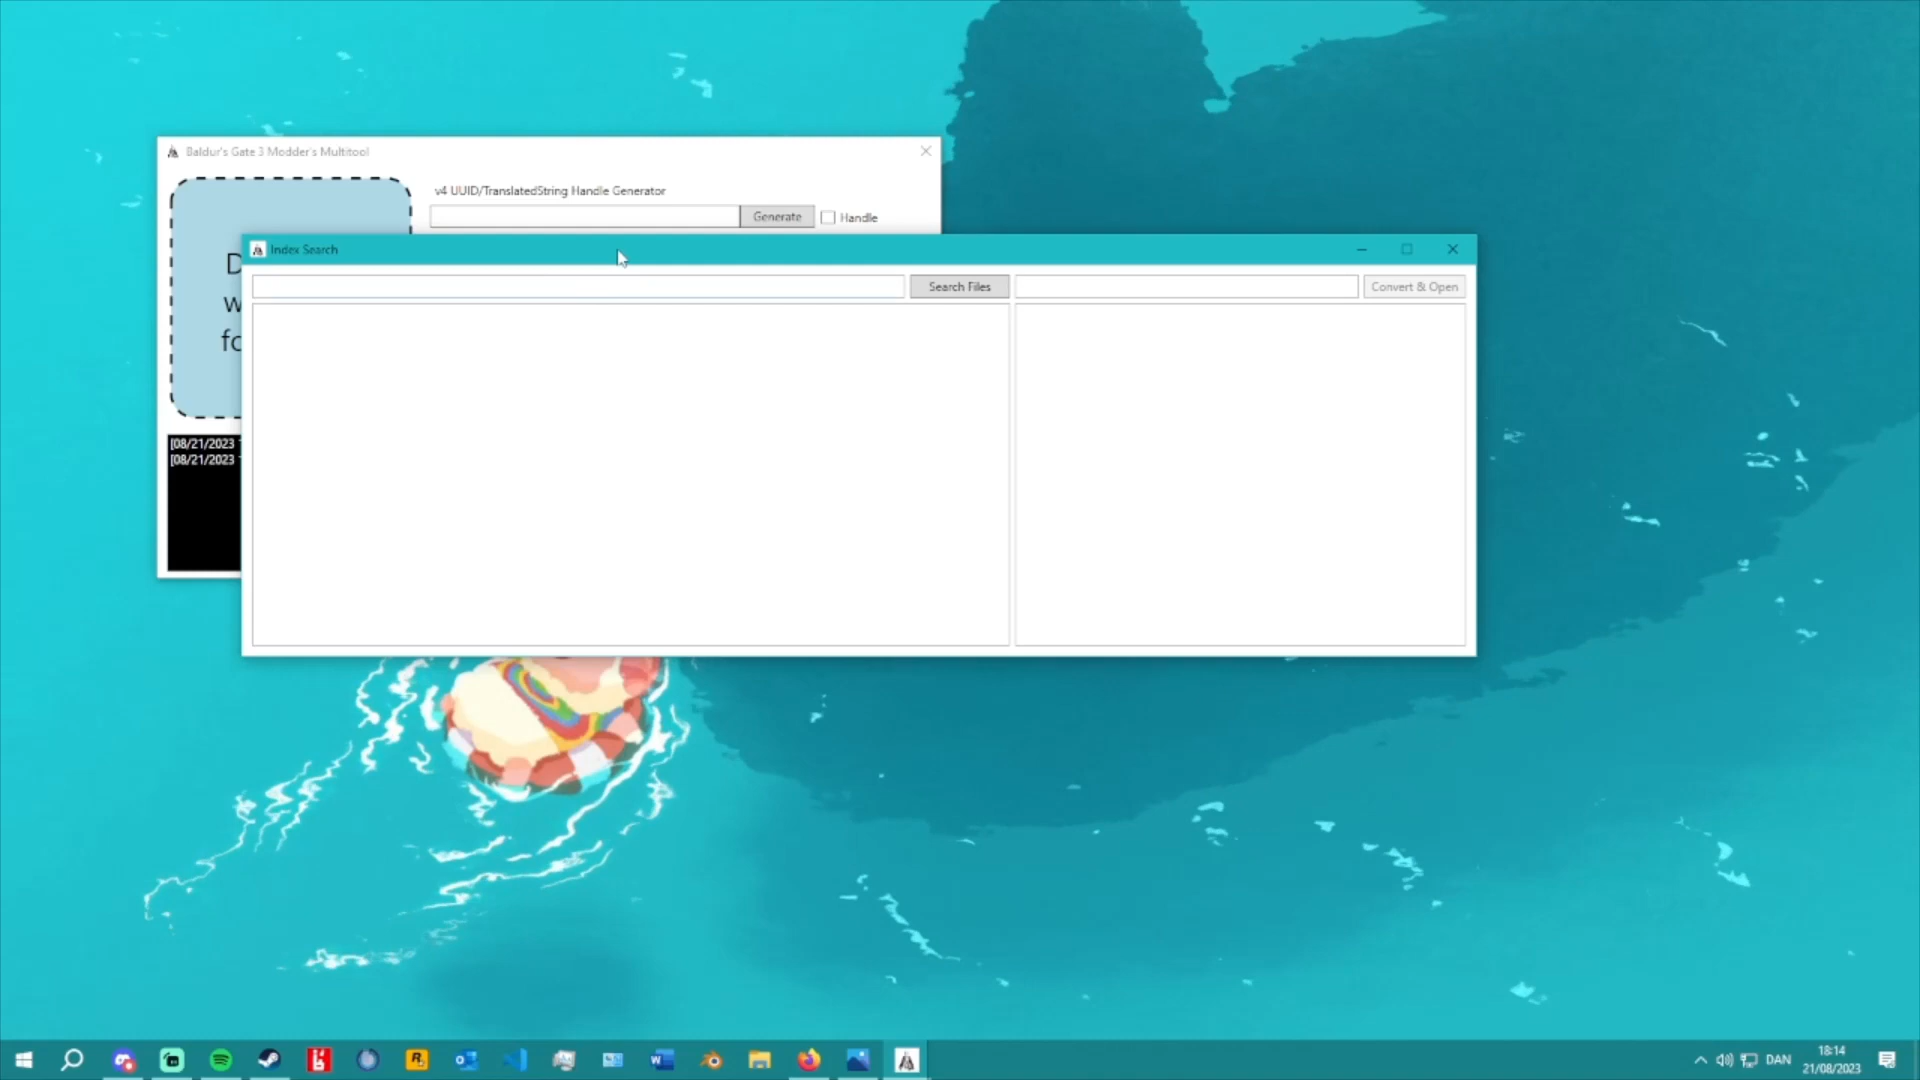 Baldur's Gate 3 Modder's Multitool
v4 UUID/TranslatedString Handle Generator
Generate
Handle
Index Search
Search Files
Convert & Open
[08/21/2023
[08/21/2023
DAN
18:14
21/08/2023